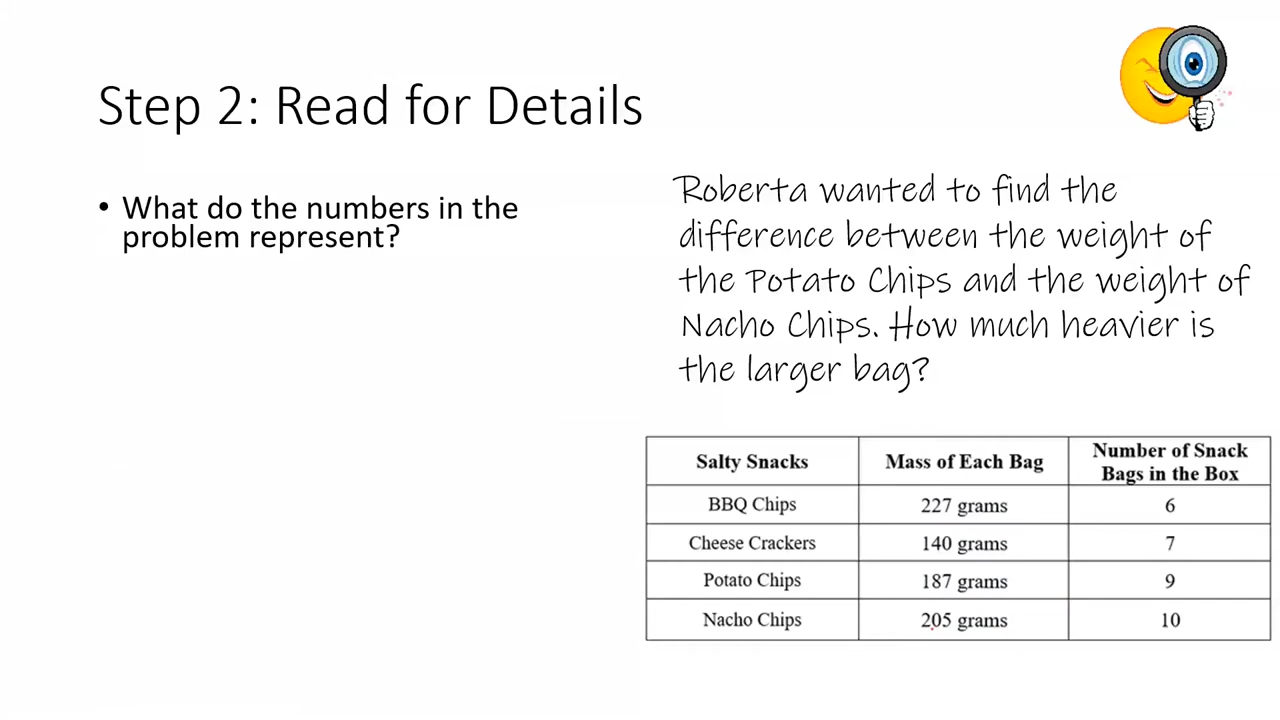 Step 2: Read for Details
• What do the numbers in the
problem represent?
Roberta wanted to find the
difference between the weight of
the Potato Chips and the weight of
Nacho Chips. How much heavier is
the larger bag?
Salty Snacks Mass of Each Bag Number of Snack
Bags in the Box
BBQ Chips 227 grams 6
Cheese Crackers 140 grams 7
Potato Chips 187 grams 9
Nacho Chips 205 grams 10